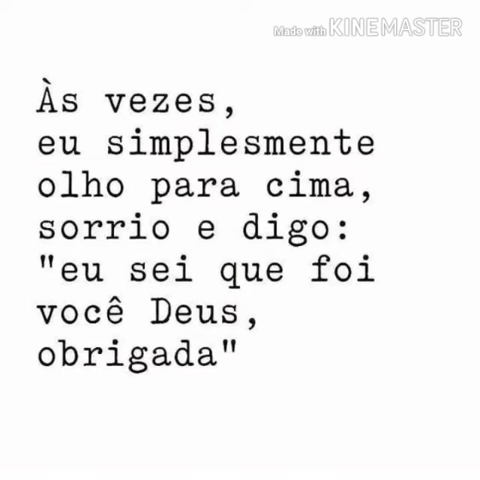 Made with KINEMASTER
Às vezes,
eu simplesmente
olho para cima,
sorrio e digo:
"eu sei que foi
você Deus,
obrigada"